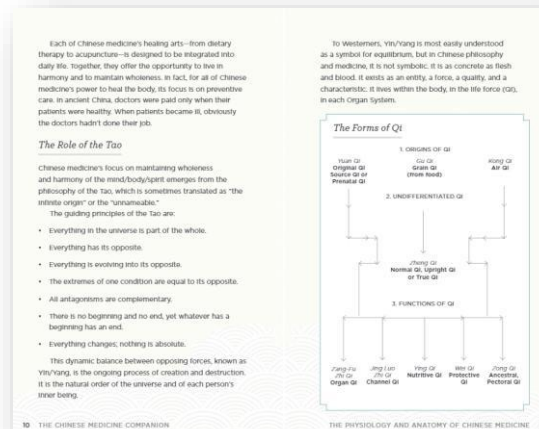 Each of Chinese medicine's healing arts—from dietary
therapy to acupuncture—is designed to be integrated into
daily life. Together, they offer the opportunity to live in
harmony and to maintain wholeness. In fact, for all of Chinese
medicine's power to heal the body, its focus is on preventive
care. In ancient China, doctors were paid only when their
patients were healthy. When patients became ill, obviously
the doctors hadn't done their job.
The Role of the Tao
Chinese medicine's focus on maintaining wholeness
and harmony of the mind/body/spirit emerges from the
philosophy of the Tao, which is sometimes translated as "the
infinite origin" or the "unnameable."
The guiding principles of the Tao are:
• Everything in the universe is part of the whole.
• Everything has its opposite.
• Everything is evolving into its opposite.
• The extremes of one condition are equal to its opposite.
• All antagonisms are complementary.
• There is no beginning and no end, yet whatever has a
beginning has an end.
• Everything changes; nothing is absolute.
This dynamic balance between opposing forces, known as
Yin/Yang, is the ongoing process of creation and destruction.
It is the natural order of the universe and of each person's
inner being.
10 THE CHINESE MEDICINE COMPANION
To Westerners, Yin/Yang is most easily understood
as a symbol for equilibrium, but in Chinese philosophy
and medicine, it is not symbolic. It is as concrete as flesh
and blood. It exists as an entity, a force, a quality, and a
characteristic. It lives within the body, in the life force (Qi),
in each Organ System.
The Forms of Qi
1. ORIGINS OF QI
Yuan Qi
Original Qi
Source Qi or
Prenatal Qi
Gu Qi
Grain Qi
(from food)
Kong Qi
Air Qi
2. UNDIFFERENTIATED QI
Zheng Qi
Normal Qi, Upright Qi
or True Qi
3. FUNCTIONS OF QI
Zang-Fu
Zhi Qi
Organ Qi
Jing Luo
Zhi Qi
Channel Qi
Ying Qi
Nutritive Qi
Wei Qi
Protective
Qi
Zong Qi
Ancestral,
Pectoral Qi
THE PHYSIOLOGY AND ANATOMY OF CHINESE MEDICINE